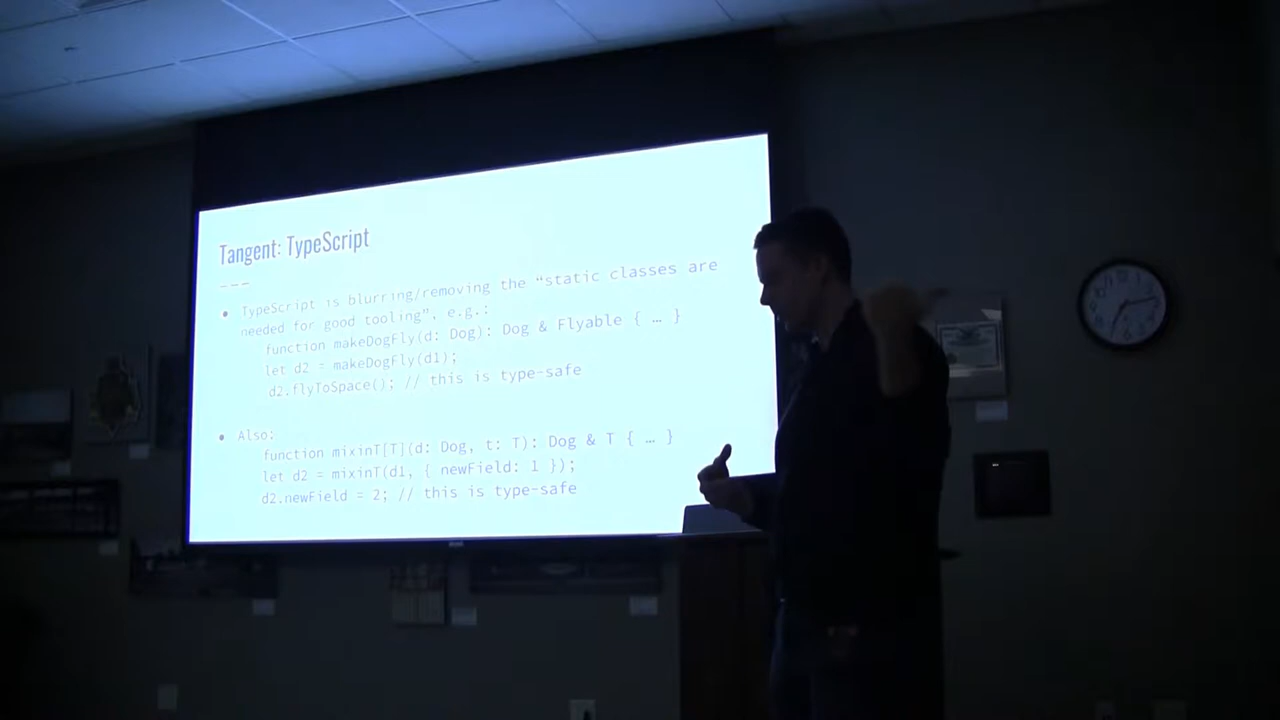 Tangent: TypeScript
---
● TypeScript is blurring/removing the “static classes are
needed for good tooling”, e.g.:
function makeDogFly(d: Dog): Dog & Flyable { … }
let d2 = makeDogFly(d1);
d2.flyToSpace(); // this is type-safe
● Also:
function mixinT[T](d: Dog, t: T): Dog & T { … }
let d2 = mixinT(d1, { newField: 1 });
d2.newField = 2; // this is type-safe